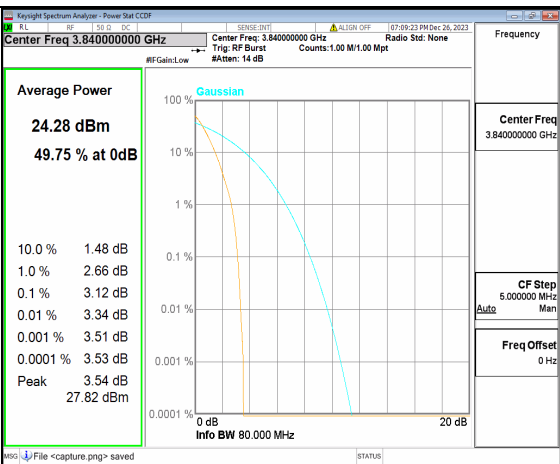 Keysight Spectrum Analyzer - Power Stat CCDF
RL RF 50 Ω DC SENSE:INT ALIGN OFF 07:09:23 PM Dec 26, 2023
Center Freq 3.840000000 GHz
Center Freq: 3.840000000 GHz Radio Std: None
Trig: RF Burst Counts:1.00 M/1.00 Mpt
#IFGain:Low #Atten: 14 dB
Frequency
Average Power
24.28 dBm
49.75 % at 0dB
10.0 % 1.48 dB
1.0 % 2.66 dB
0.1 % 3.12 dB
0.01 % 3.34 dB
0.001 % 3.51 dB
0.0001 % 3.53 dB
Peak 3.54 dB
27.82 dBm
Gaussian
100 %
10 %
1 %
0.1 %
0.01 %
0.001 %
0.0001 %
0 dB 20 dB
Info BW 80.000 MHz
Center Freq
3.840000000 GHz
CF Step
5.000000 MHz
Auto Man
Freq Offset
0 Hz
MSG File <capture.png> saved STATUS